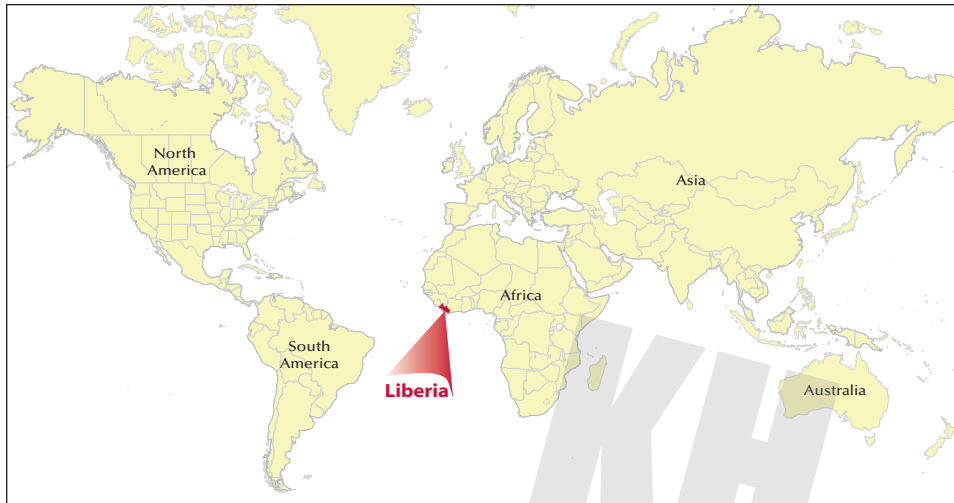 North
America
Asia
Africa
South
America
Liberia
Australia
KH